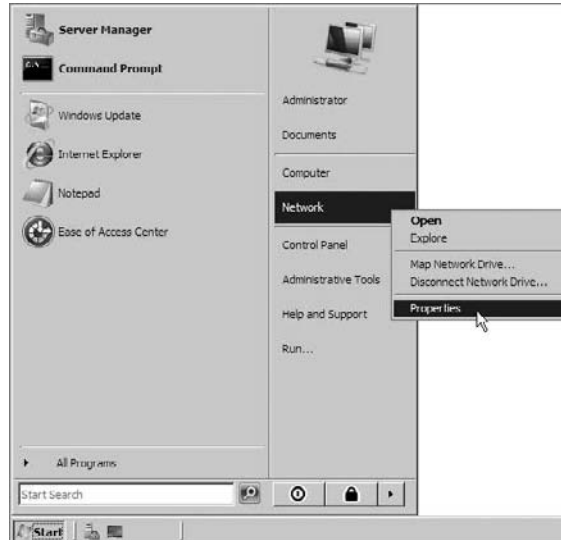 Server Manager
Command Prompt
Windows Update
Internet Explorer
Notepad
Ease of Access Center
All Programs
Start Search
Administrator
Documents
Computer
Network
Control Panel
Administrative Tools
Help and Support
Run...
Open
Explore
Map Network Drive...
Disconnect Network Drive...
Properties
Start